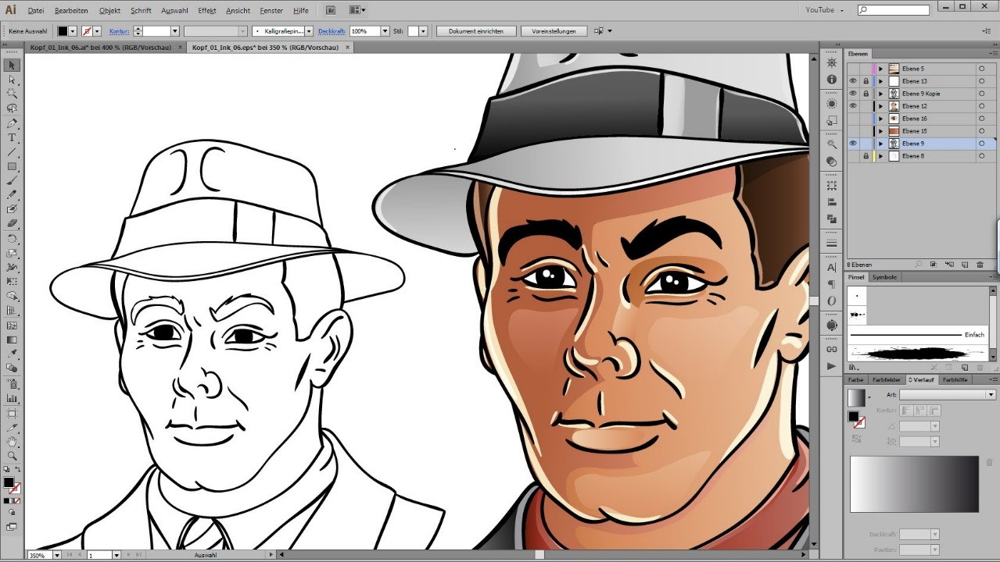 Ai Datei Bearbeiten Objekt Schrift Auswahl Effekt Ansicht Fenster Hilfe Br YouTube
Keine Auswahl Kontur: Kalligrafiepin... Deckkraft: 100% Stil: Dokument einrichten Voreinstellungen
Kopf_01_Ink_06.ai* bei 400 % (RGB/Vorschau) × Kopf_01_Ink_06.eps* bei 350 % (RGB/Vorschau) ×
Ebenen
Ebene 5
Ebene 13
Ebene 9 Kopie
Ebene 12
Ebene 16
Ebene 15
Ebene 9
Ebene 8
8 Ebenen
Pinsel Symbole
Einfach
Farbe Farbfelder Verlauf Farbhilfe
Art:
Kontur:
Deckkraft:
Position:
350% 1 Auswahl